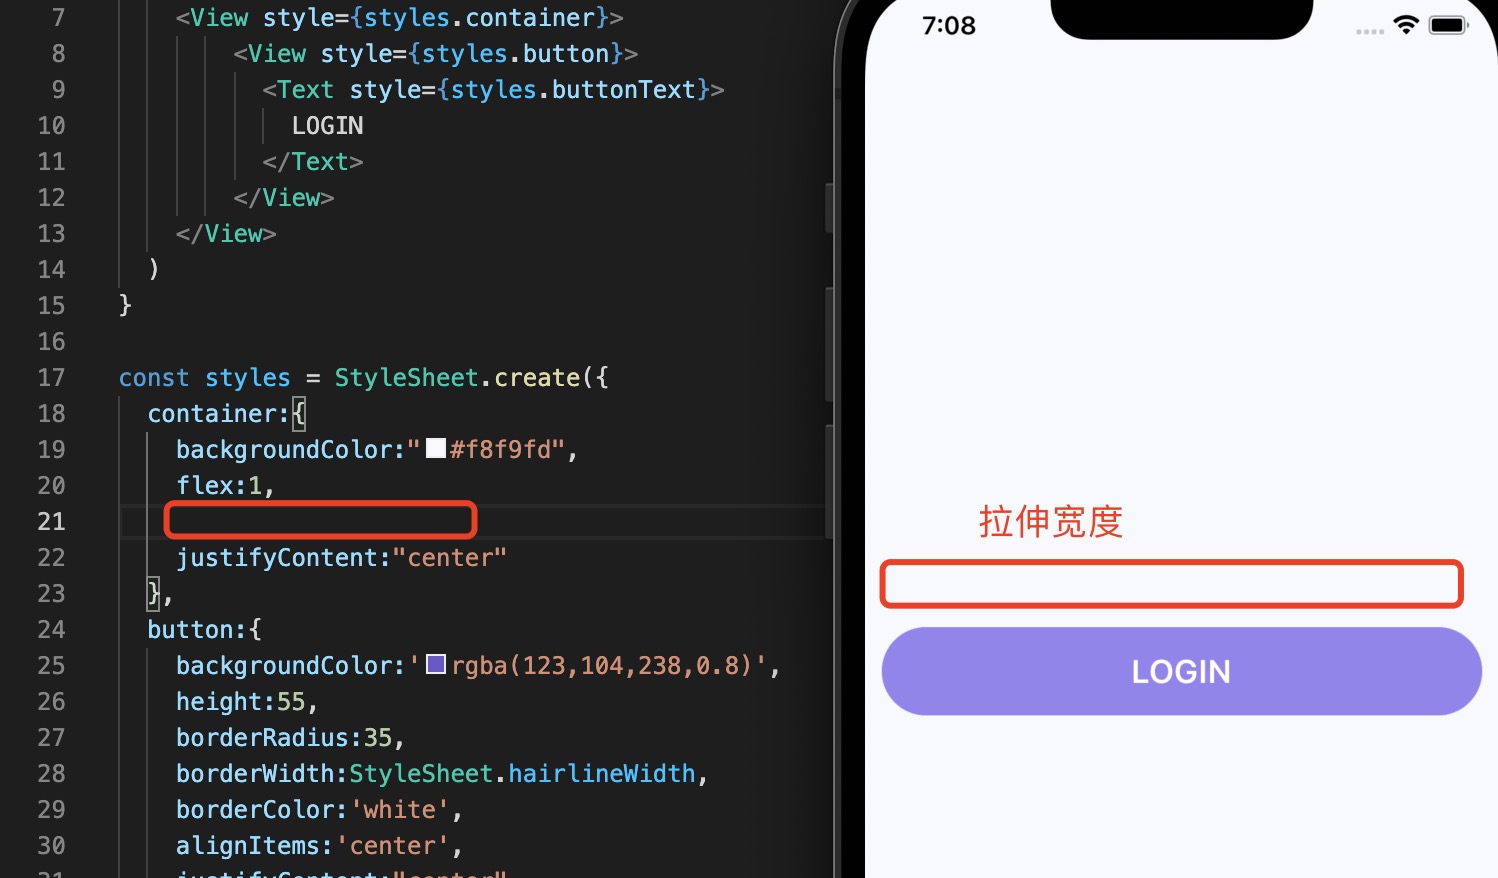 7 <View style={styles.container}>
8 <View style={styles.button}>
9 <Text style={styles.buttonText}>
10 LOGIN
11 </Text>
12 </View>
13 </View>
14 )
15 }
16
17 const styles = StyleSheet.create({
18 container:{
19 backgroundColor:"#f8f9fd",
20 flex:1,
21
22 justifyContent:"center"
23 },
24 button:{
25 backgroundColor:'rgba(123,104,238,0.8)',
26 height:55,
27 borderRadius:35,
28 borderWidth:StyleSheet.hairlineWidth,
29 borderColor:'white',
30 alignItems:'center',
31 justifyContent:"center"
7:08
拉伸宽度
LOGIN